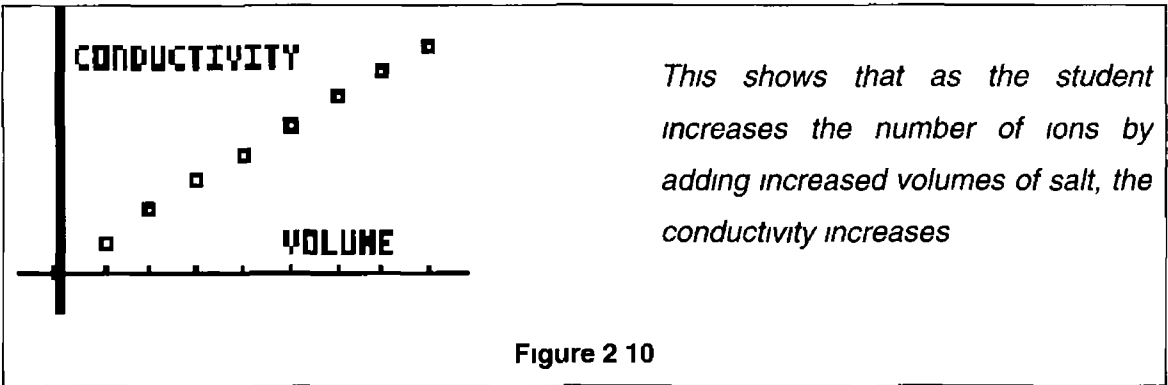 CONDUCTIVITY
VOLUME
This shows that as the student
increases the number of ions by
adding increased volumes of salt, the
conductivity increases
Figure 2 10